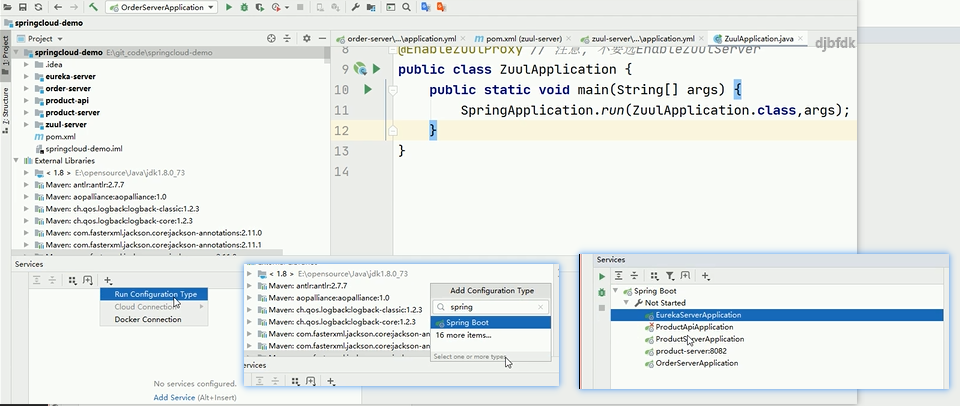 OrderServerApplication
springcloud-demo
Project
order-server\...\application.yml
pom.xml (zuul-server)
zuul-server\...\application.yml
ZuulApplication.java
djbfdk
1: Project
Z: Structure
springcloud-demo E:\git_code\springcloud-demo
.idea
eureka-server
order-server
product-api
product-server
zuul-server
pom.xml
springcloud-demo.iml
External Libraries
< 1.8 > E:\opensource\Java\jdk1.8.0_73
Maven: antlr:antlr:2.7.7
Maven: aopalliance:aopalliance:1.0
Maven: ch.qos.logback:logback-classic:1.2.3
Maven: ch.qos.logback:logback-core:1.2.3
Maven: com.fasterxml.jackson.core:jackson-annotations:2.11.0
Maven: com.fasterxml.jackson.core:jackson-annotations:2.11.1
8 @EnableZuulProxy // 注意, 不要选EnableZuulServer
9 public class ZuulApplication {
10 public static void main(String[] args) {
11 SpringApplication.run(ZuulApplication.class,args);
12 }
13 }
14
Services
Run Configuration Type
Cloud Connection
Docker Connection
No services configured.
Add Service (Alt+Insert)
< 1.8 > E:\opensource\Java\jdk1.8.0_73
Maven: antlr:antlr:2.7.7
Maven: aopalliance:aopalliance:1.0
Maven: ch.qos.logback:logback-classic:1.2.3
Maven: ch.qos.logback:logback-core:1.2.3
Maven: com.fasterxml.jackson.core:jackson-an
Maven: com.fasterxml.jackson.core:jackson-an
ervices
Add Configuration Type
spring
Spring Boot
16 more items...
Select one or more types
Services
Spring Boot
Not Started
EurekaServerApplication
ProductApiApplication
ProductServerApplication
product-server:8082
OrderServerApplication